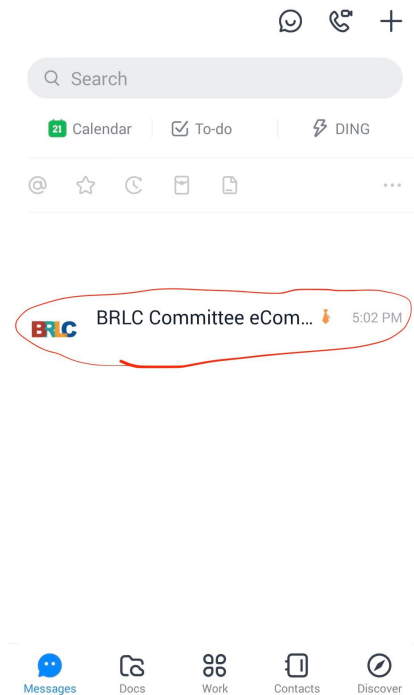 Search
21 Calendar To-do DING
@
BRLC BRLC Committee eCom... 5:02 PM
Messages Docs Work Contacts Discover